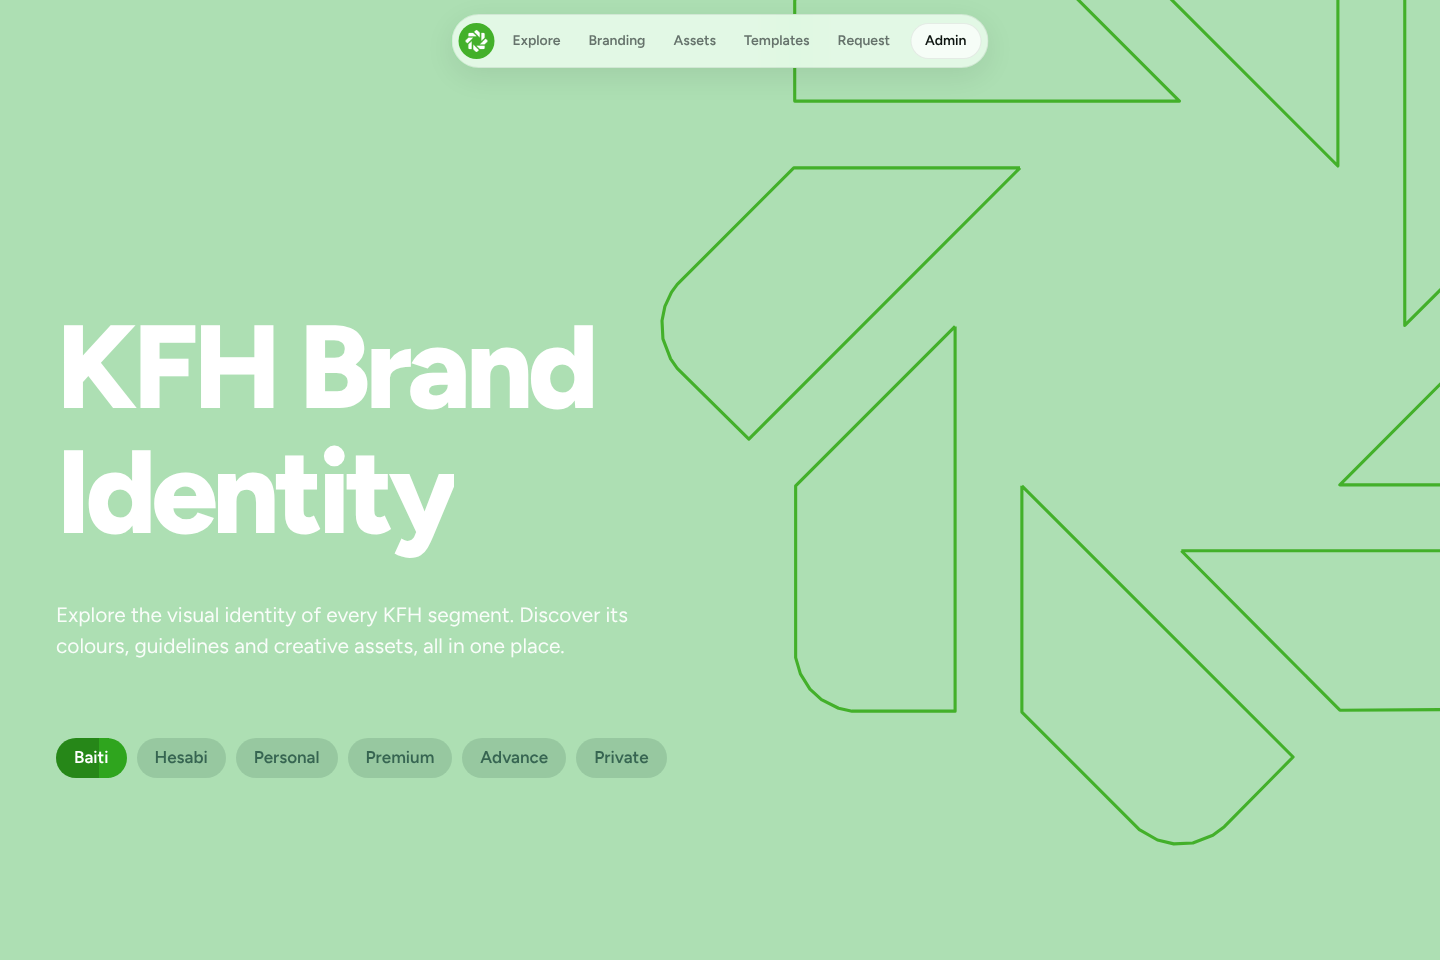 Explore
Branding
Assets
Templates
Request
Admin
KFH Brand
Identity
Explore the visual identity of every KFH segment. Discover its
colours, guidelines and creative assets, all in one place.
Baiti
Hesabi
Personal
Premium
Advance
Private